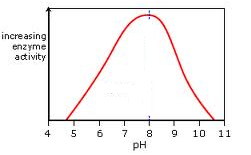 increasing
enzyme
activity
4 5 6 7 8 9 10 11
pH